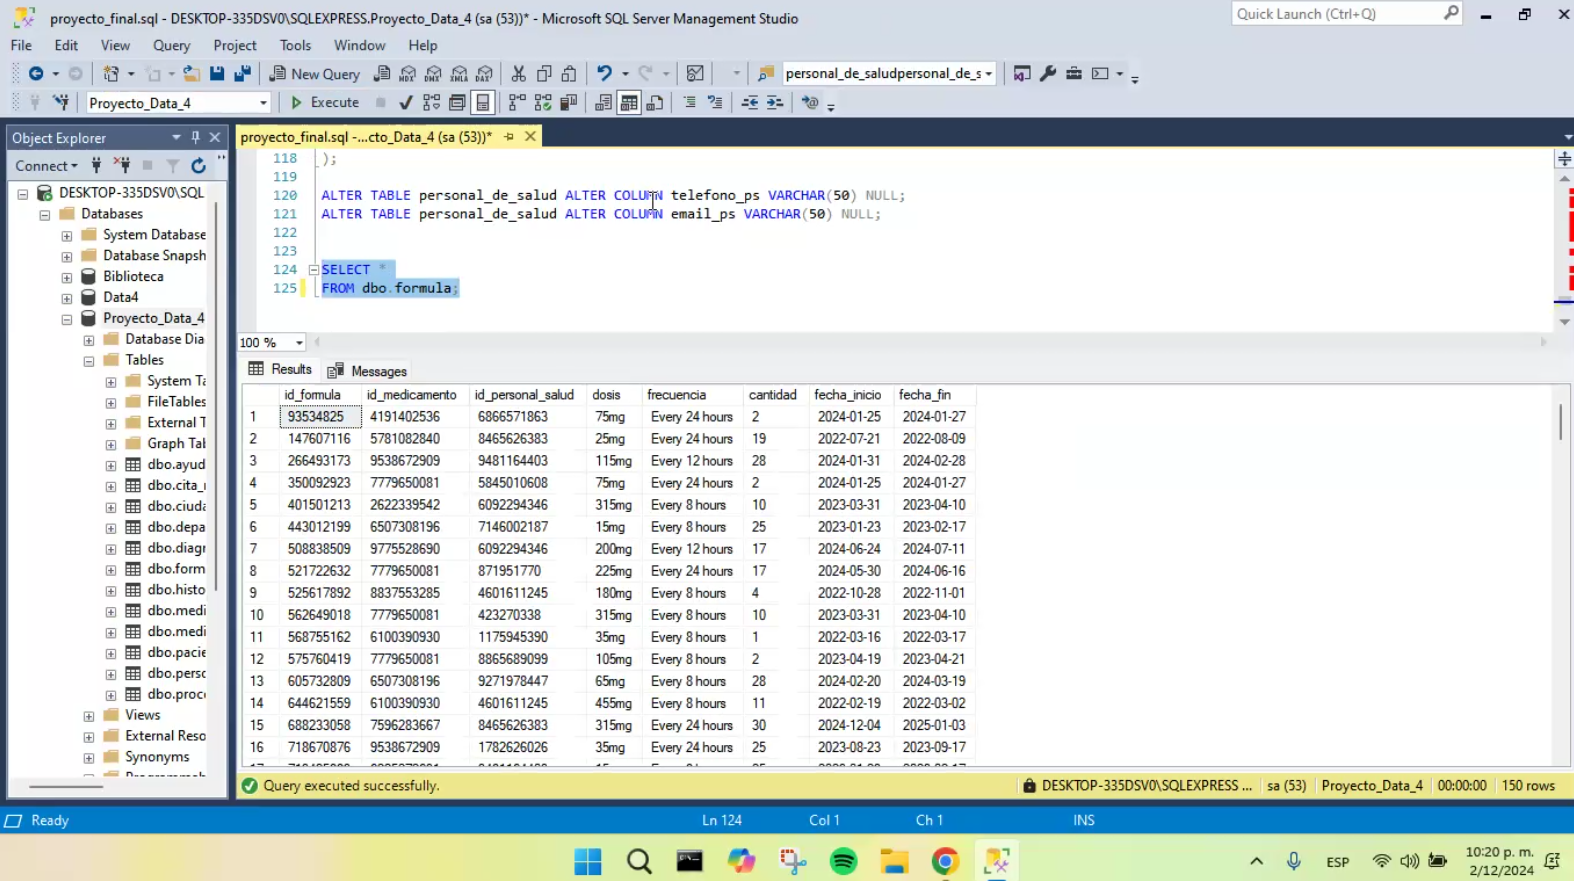 proyecto_final.sql - DESKTOP-335DSV0\SQLEXPRESS.Proyecto_Data_4 (sa (53))* - Microsoft SQL Server Management Studio
Quick Launch (Ctrl+Q)
File Edit View Query Project Tools Window Help
New Query MDX DMX XMLA DAX personal_de_saludpersonal_de_s
Proyecto_Data_4 Execute
Object Explorer
Connect
DESKTOP-335DSV0\SQL
Databases
System Database
Database Snapsh
Biblioteca
Data4
Proyecto_Data_4
Database Dia
Tables
System Ta
FileTables
External T
Graph Tab
dbo.ayud
dbo.cita_
dbo.ciuda
dbo.depa
dbo.diagr
dbo.form
dbo.histo
dbo.medi
dbo.medi
dbo.pacie
dbo.perso
dbo.proc
Views
External Reso
Synonyms
proyecto_final.sql -...cto_Data_4 (sa (53))*
118 );
119
120 ALTER TABLE personal_de_salud ALTER COLUMN telefono_ps VARCHAR(50) NULL;
121 ALTER TABLE personal_de_salud ALTER COLUMN email_ps VARCHAR(50) NULL;
122
123
124 SELECT *
125 FROM dbo.formula;
100 %
Results Messages
id_formula id_medicamento id_personal_salud dosis frecuencia cantidad fecha_inicio fecha_fin
1 93534825 4191402536 6866571863 75mg Every 24 hours 2 2024-01-25 2024-01-27
2 147607116 5781082840 8465626383 25mg Every 24 hours 19 2022-07-21 2022-08-09
3 266493173 9538672909 9481164403 115mg Every 12 hours 28 2024-01-31 2024-02-28
4 350092923 7779650081 5845010608 75mg Every 24 hours 2 2024-01-25 2024-01-27
5 401501213 2622339542 6092294346 315mg Every 8 hours 10 2023-03-31 2023-04-10
6 443012199 6507308196 7146002187 15mg Every 8 hours 25 2023-01-23 2023-02-17
7 508838509 9775528690 6092294346 200mg Every 12 hours 17 2024-06-24 2024-07-11
8 521722632 7779650081 871951770 225mg Every 24 hours 17 2024-05-30 2024-06-16
9 525617892 8837553285 4601611245 180mg Every 8 hours 4 2022-10-28 2022-11-01
10 562649018 7779650081 423270338 315mg Every 8 hours 10 2023-03-31 2023-04-10
11 568755162 6100390930 1175945390 35mg Every 8 hours 1 2022-03-16 2022-03-17
12 575760419 7779650081 8865689099 105mg Every 8 hours 2 2023-04-19 2023-04-21
13 605732809 6507308196 9271978447 65mg Every 8 hours 28 2024-02-20 2024-03-19
14 644621559 6100390930 4601611245 455mg Every 8 hours 11 2022-02-19 2022-03-02
15 688233058 7596283667 8465626383 315mg Every 24 hours 30 2024-12-04 2025-01-03
16 718670876 9538672909 1782626026 35mg Every 24 hours 25 2023-08-23 2023-09-17
Query executed successfully. DESKTOP-335DSV0\SQLEXPRESS ... sa (53) Proyecto_Data_4 00:00:00 150 rows
Ready Ln 124 Col 1 Ch 1 INS
ESP 10:20 p. m.
2/12/2024